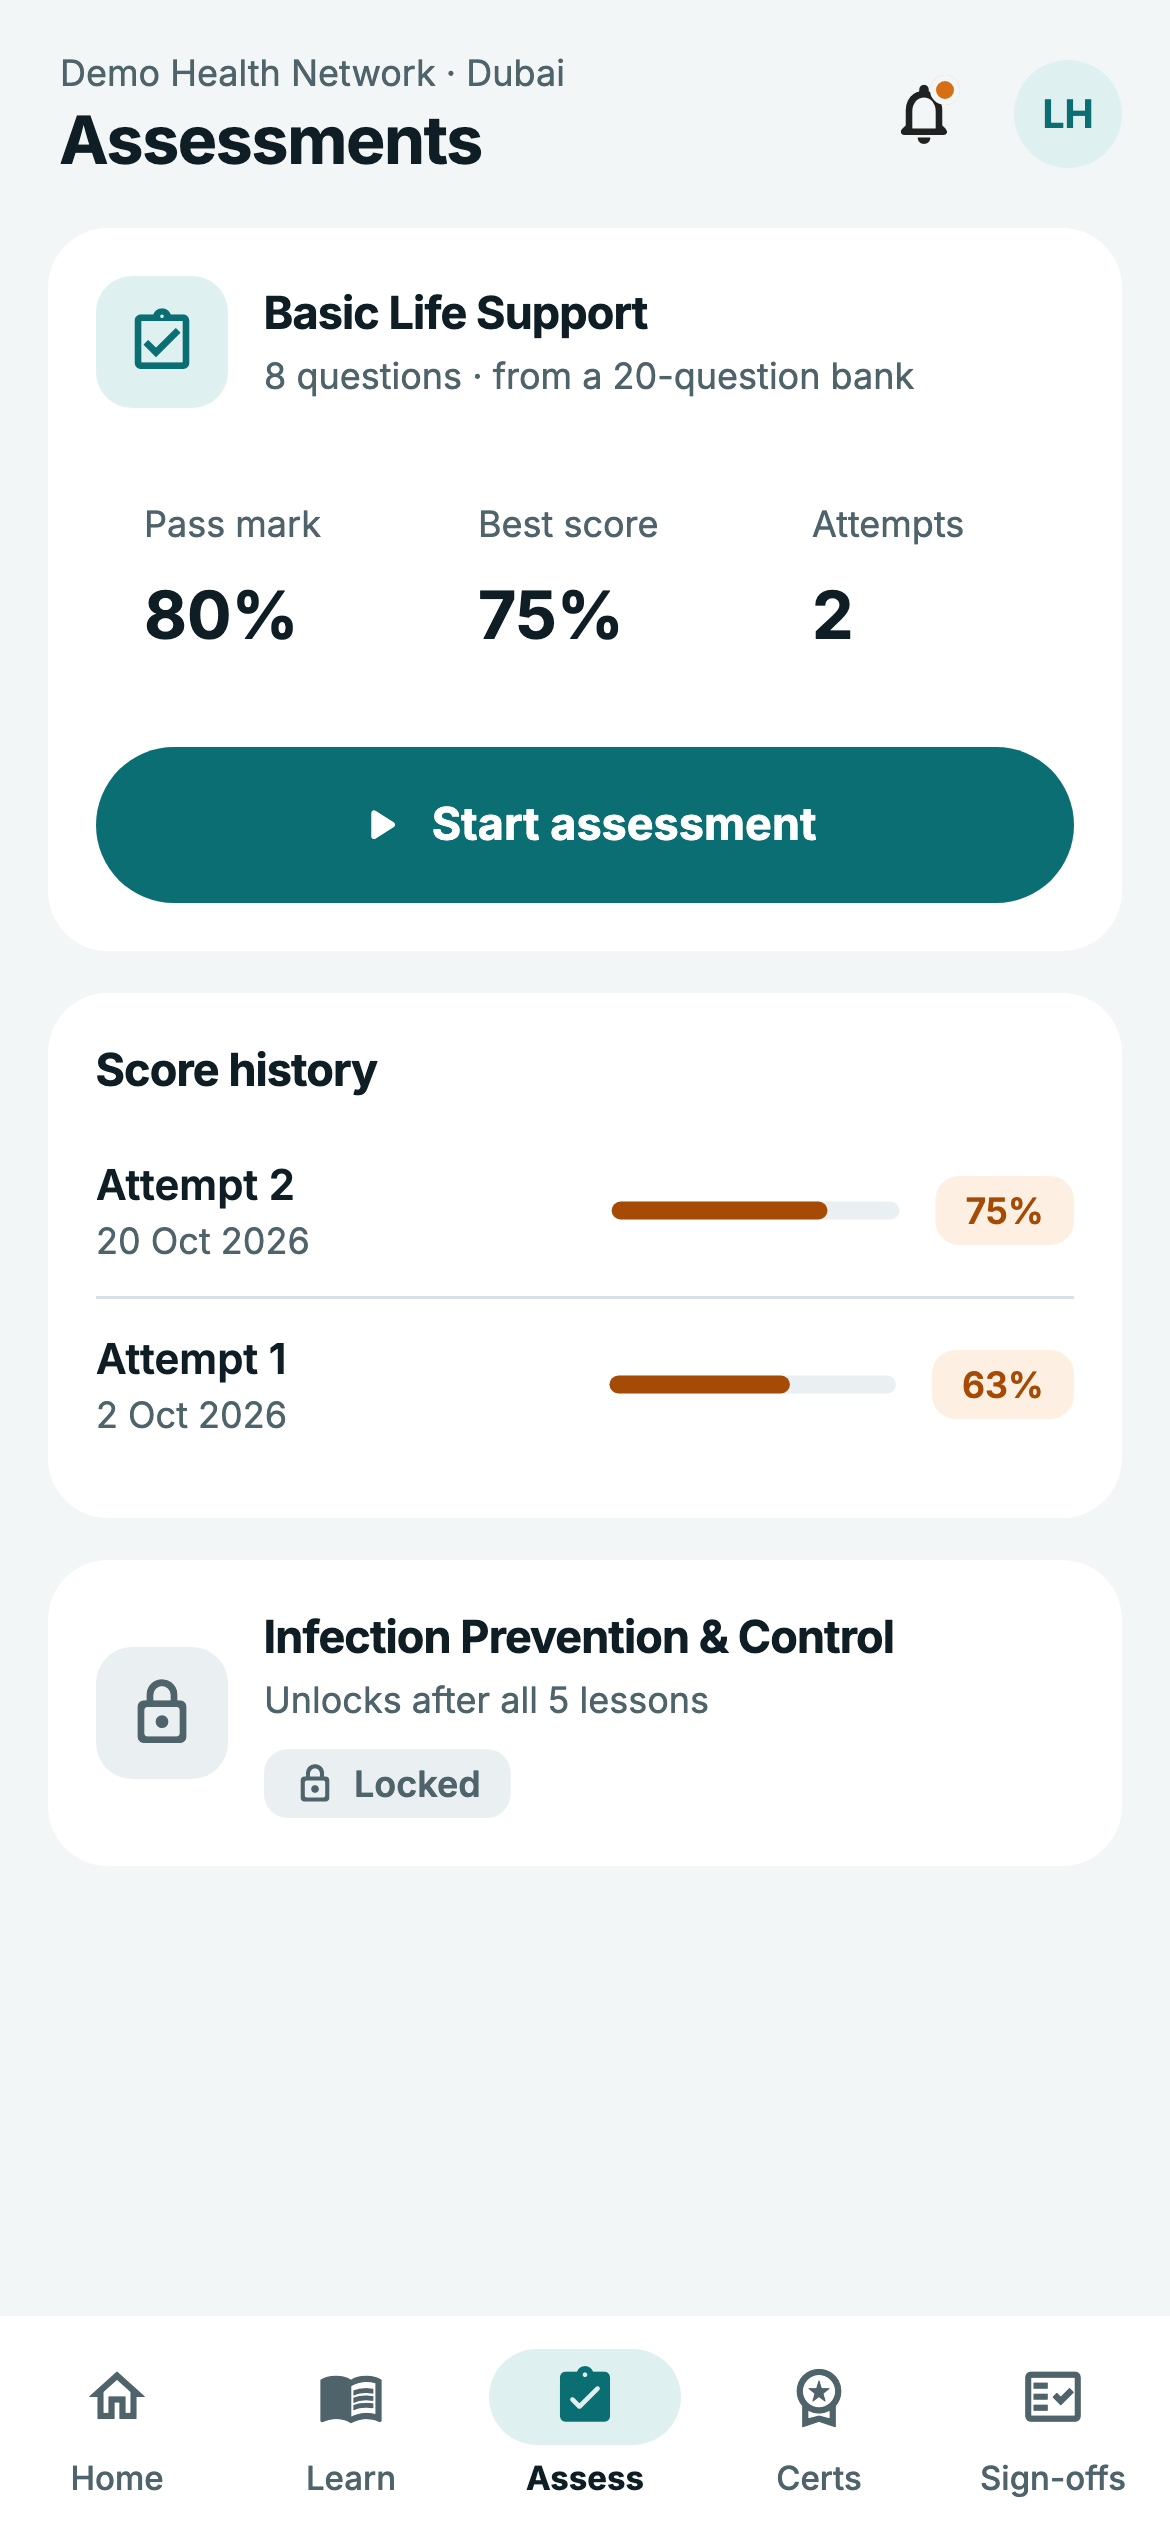 Demo Health Network · Dubai
Assessments
LH
Basic Life Support
8 questions · from a 20-question bank
Pass mark
Best score
Attempts
80%
75%
2
Start assessment
Score history
Attempt 2
20 Oct 2026
75%
Attempt 1
2 Oct 2026
63%
Infection Prevention & Control
Unlocks after all 5 lessons
Locked
Home
Learn
Assess
Certs
Sign-offs